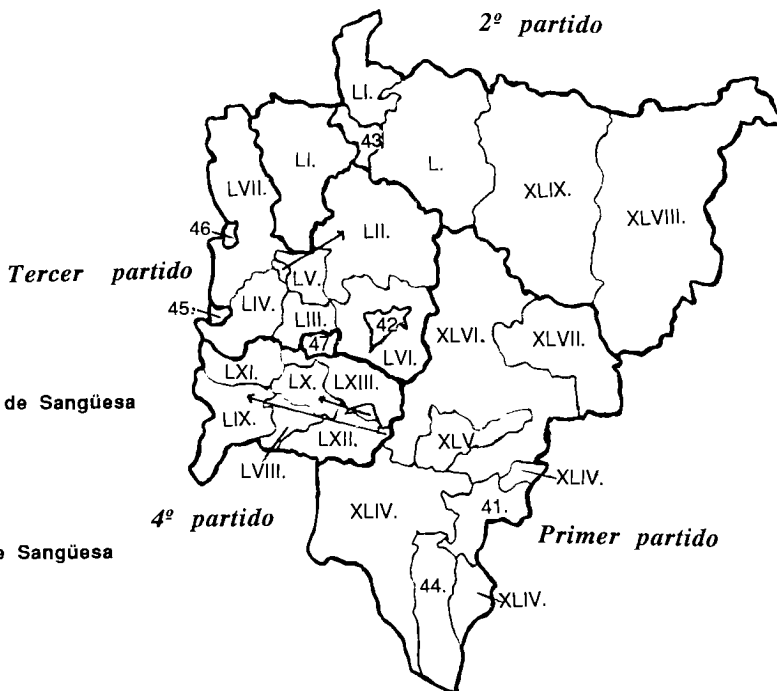 2º partido
LI.
43
LI.
L.
XLIX.
XLVIII.
LVII.
46
LII.
Tercer partido
LV.
45.
LIV.
LIII.
42
XLVI.
XLVII.
47
LVI.
LXI.
LX.
LXIII.
de Sangüesa
LIX.
LXII.
XLV.
LVIII.
XLIV.
41.
4º partido
XLIV.
Primer partido
e Sangüesa
44.
XLIV.